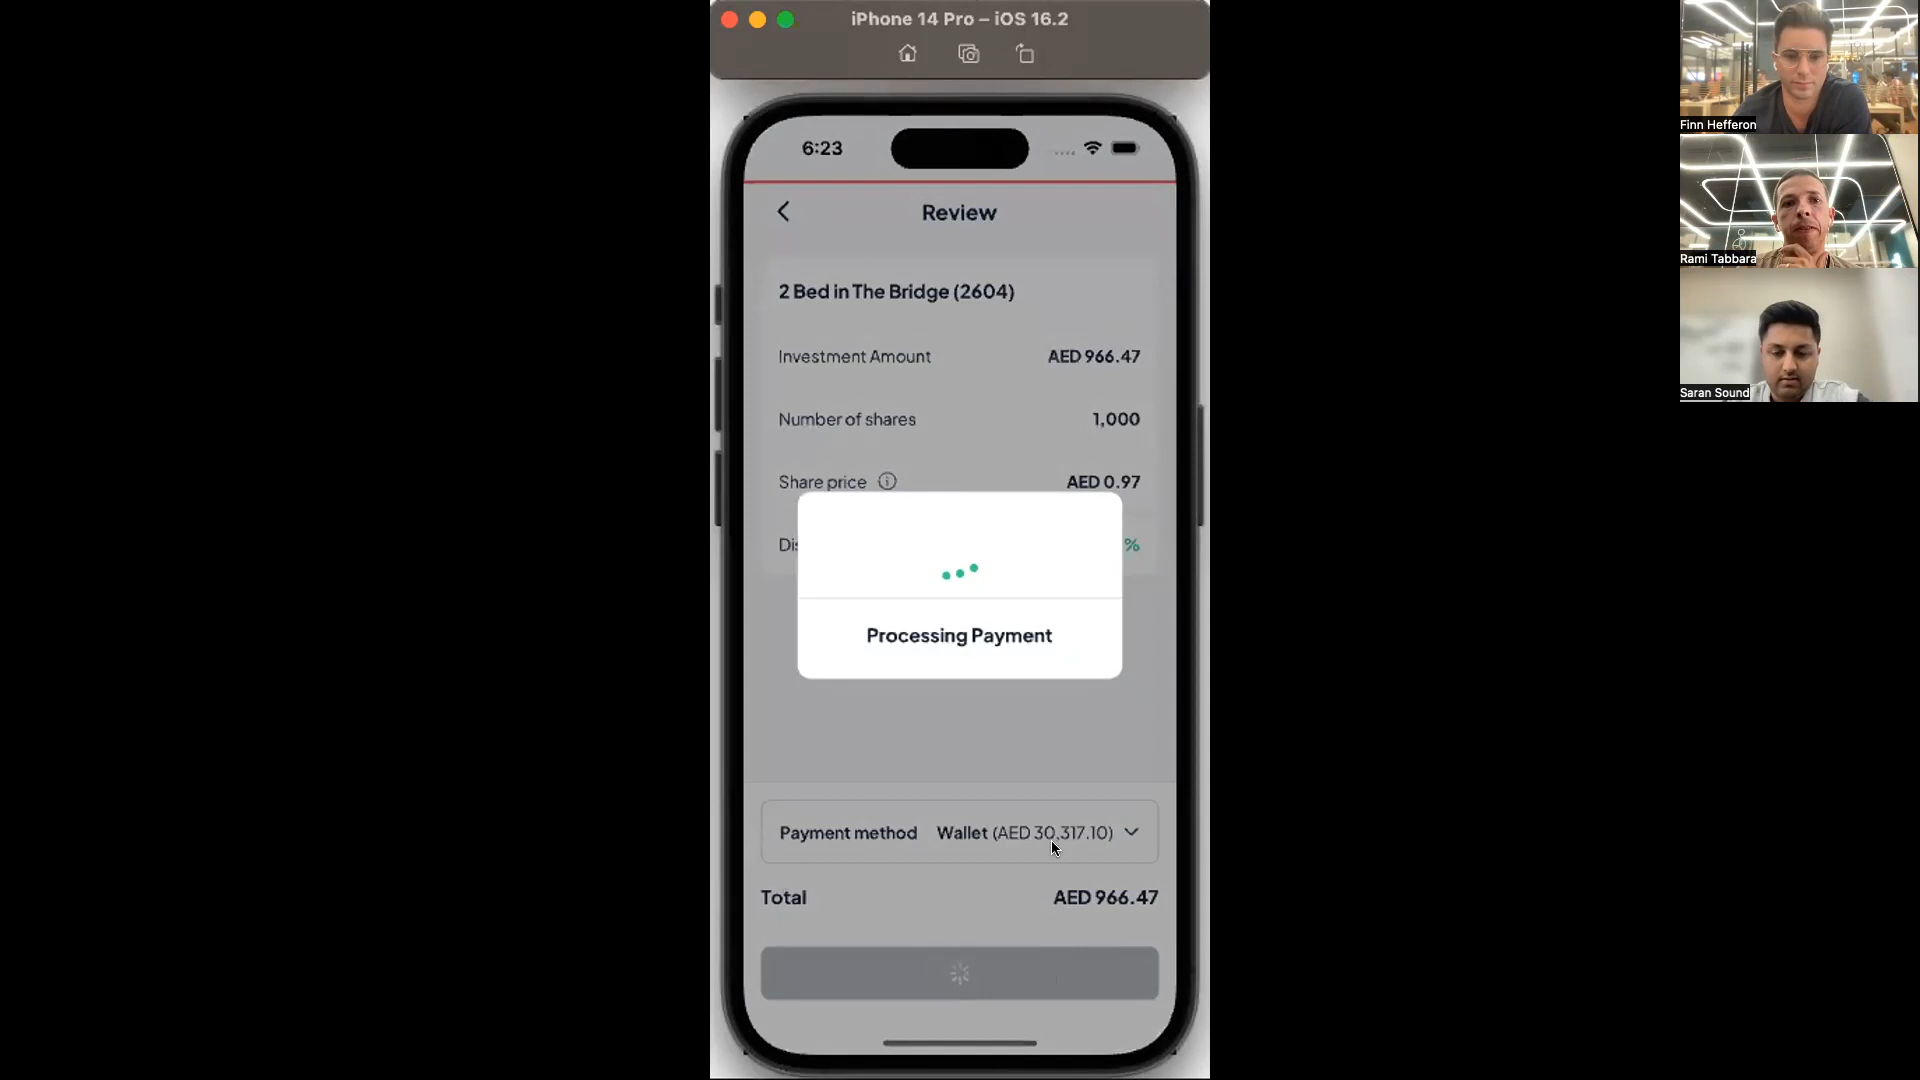 iPhone 14 Pro – iOS 16.2
6:23
Review
2 Bed in The Bridge (2604)
Investment Amount AED 966.47
Number of shares 1,000
Share price AED 0.97
%
Processing Payment
Payment method Wallet (AED 30,317.10)
Total AED 966.47
Finn Hefferon
Rami Tabbara
Saran Sound